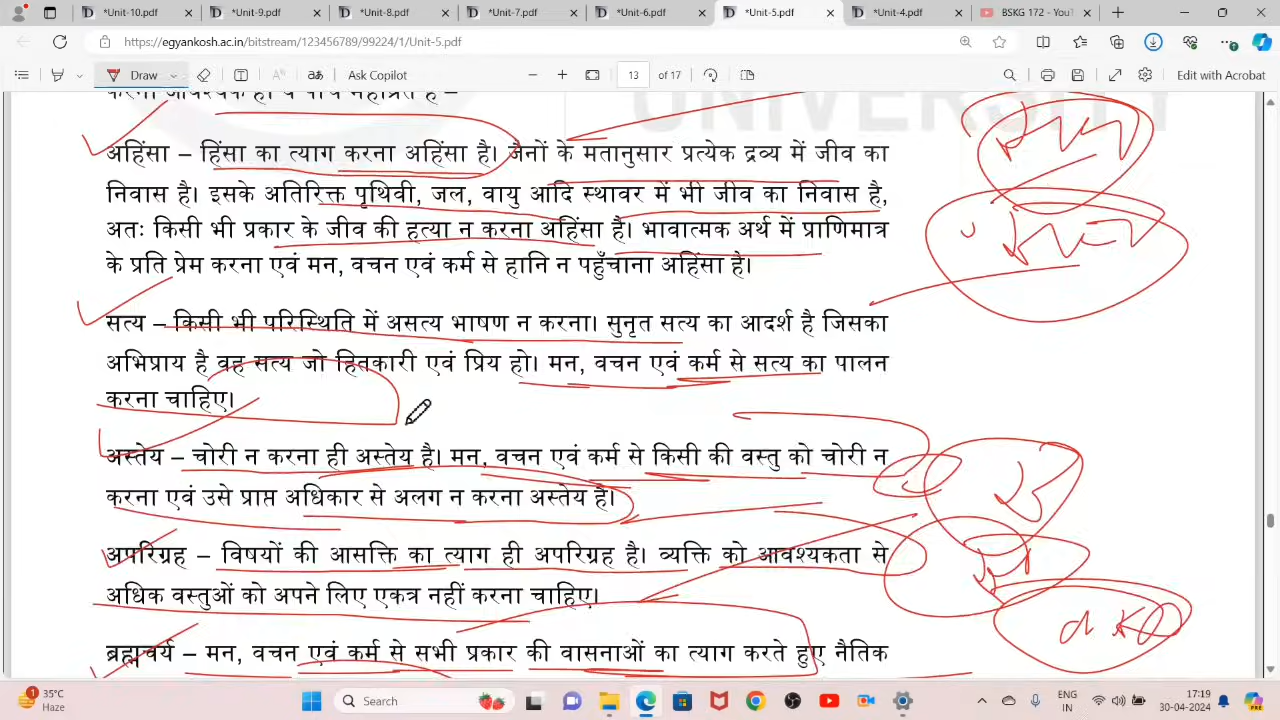 *Unit-10.pdf
*Unit-9.pdf
*Unit-8.pdf
*Unit-7.pdf
*Unit-6.pdf
*Unit-5.pdf
*Unit-4.pdf
BSKG 172 - YouT
https://egyankosh.ac.in/bitstream/123456789/99224/1/Unit-5.pdf
Draw
Ask Copilot
13 of 17
Edit with Acrobat
UNIVERSITY
करना आवश्यक है। ये पाँच महाव्रत हैं –
अहिंसा – हिंसा का त्याग करना अहिंसा है। जैनों के मतानुसार प्रत्येक द्रव्य में जीव का
निवास है। इसके अतिरिक्त पृथिवी, जल, वायु आदि स्थावर में भी जीव का निवास है,
अतः किसी भी प्रकार के जीव की हत्या न करना अहिंसा है। भावात्मक अर्थ में प्राणिमात्र
के प्रति प्रेम करना एवं मन, वचन एवं कर्म से हानि न पहुँचाना अहिंसा है।
सत्य – किसी भी परिस्थिति में असत्य भाषण न करना। सुनृत सत्य का आदर्श है जिसका
अभिप्राय है वह सत्य जो हितकारी एवं प्रिय हो। मन, वचन एवं कर्म से सत्य का पालन
करना चाहिए।
अस्तेय – चोरी न करना ही अस्तेय है। मन, वचन एवं कर्म से किसी की वस्तु को चोरी न
करना एवं उसे प्राप्त अधिकार से अलग न करना अस्तेय है।
अपरिग्रह – विषयों की आसक्ति का त्याग ही अपरिग्रह है। व्यक्ति को आवश्यकता से
अधिक वस्तुओं को अपने लिए एकत्र नहीं करना चाहिए।
ब्रह्मचर्य – मन, वचन एवं कर्म से सभी प्रकार की वासनाओं का त्याग करते हुए नैतिक
35°C
Haze
Search
ENG
IN
17:19
30-04-2024